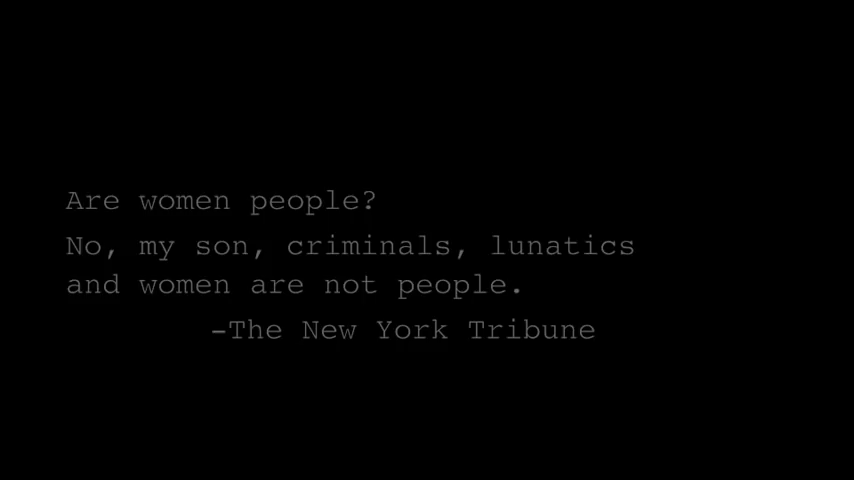 Are women people?
No, my son, criminals, lunatics
and women are not people.
-The New York Tribune